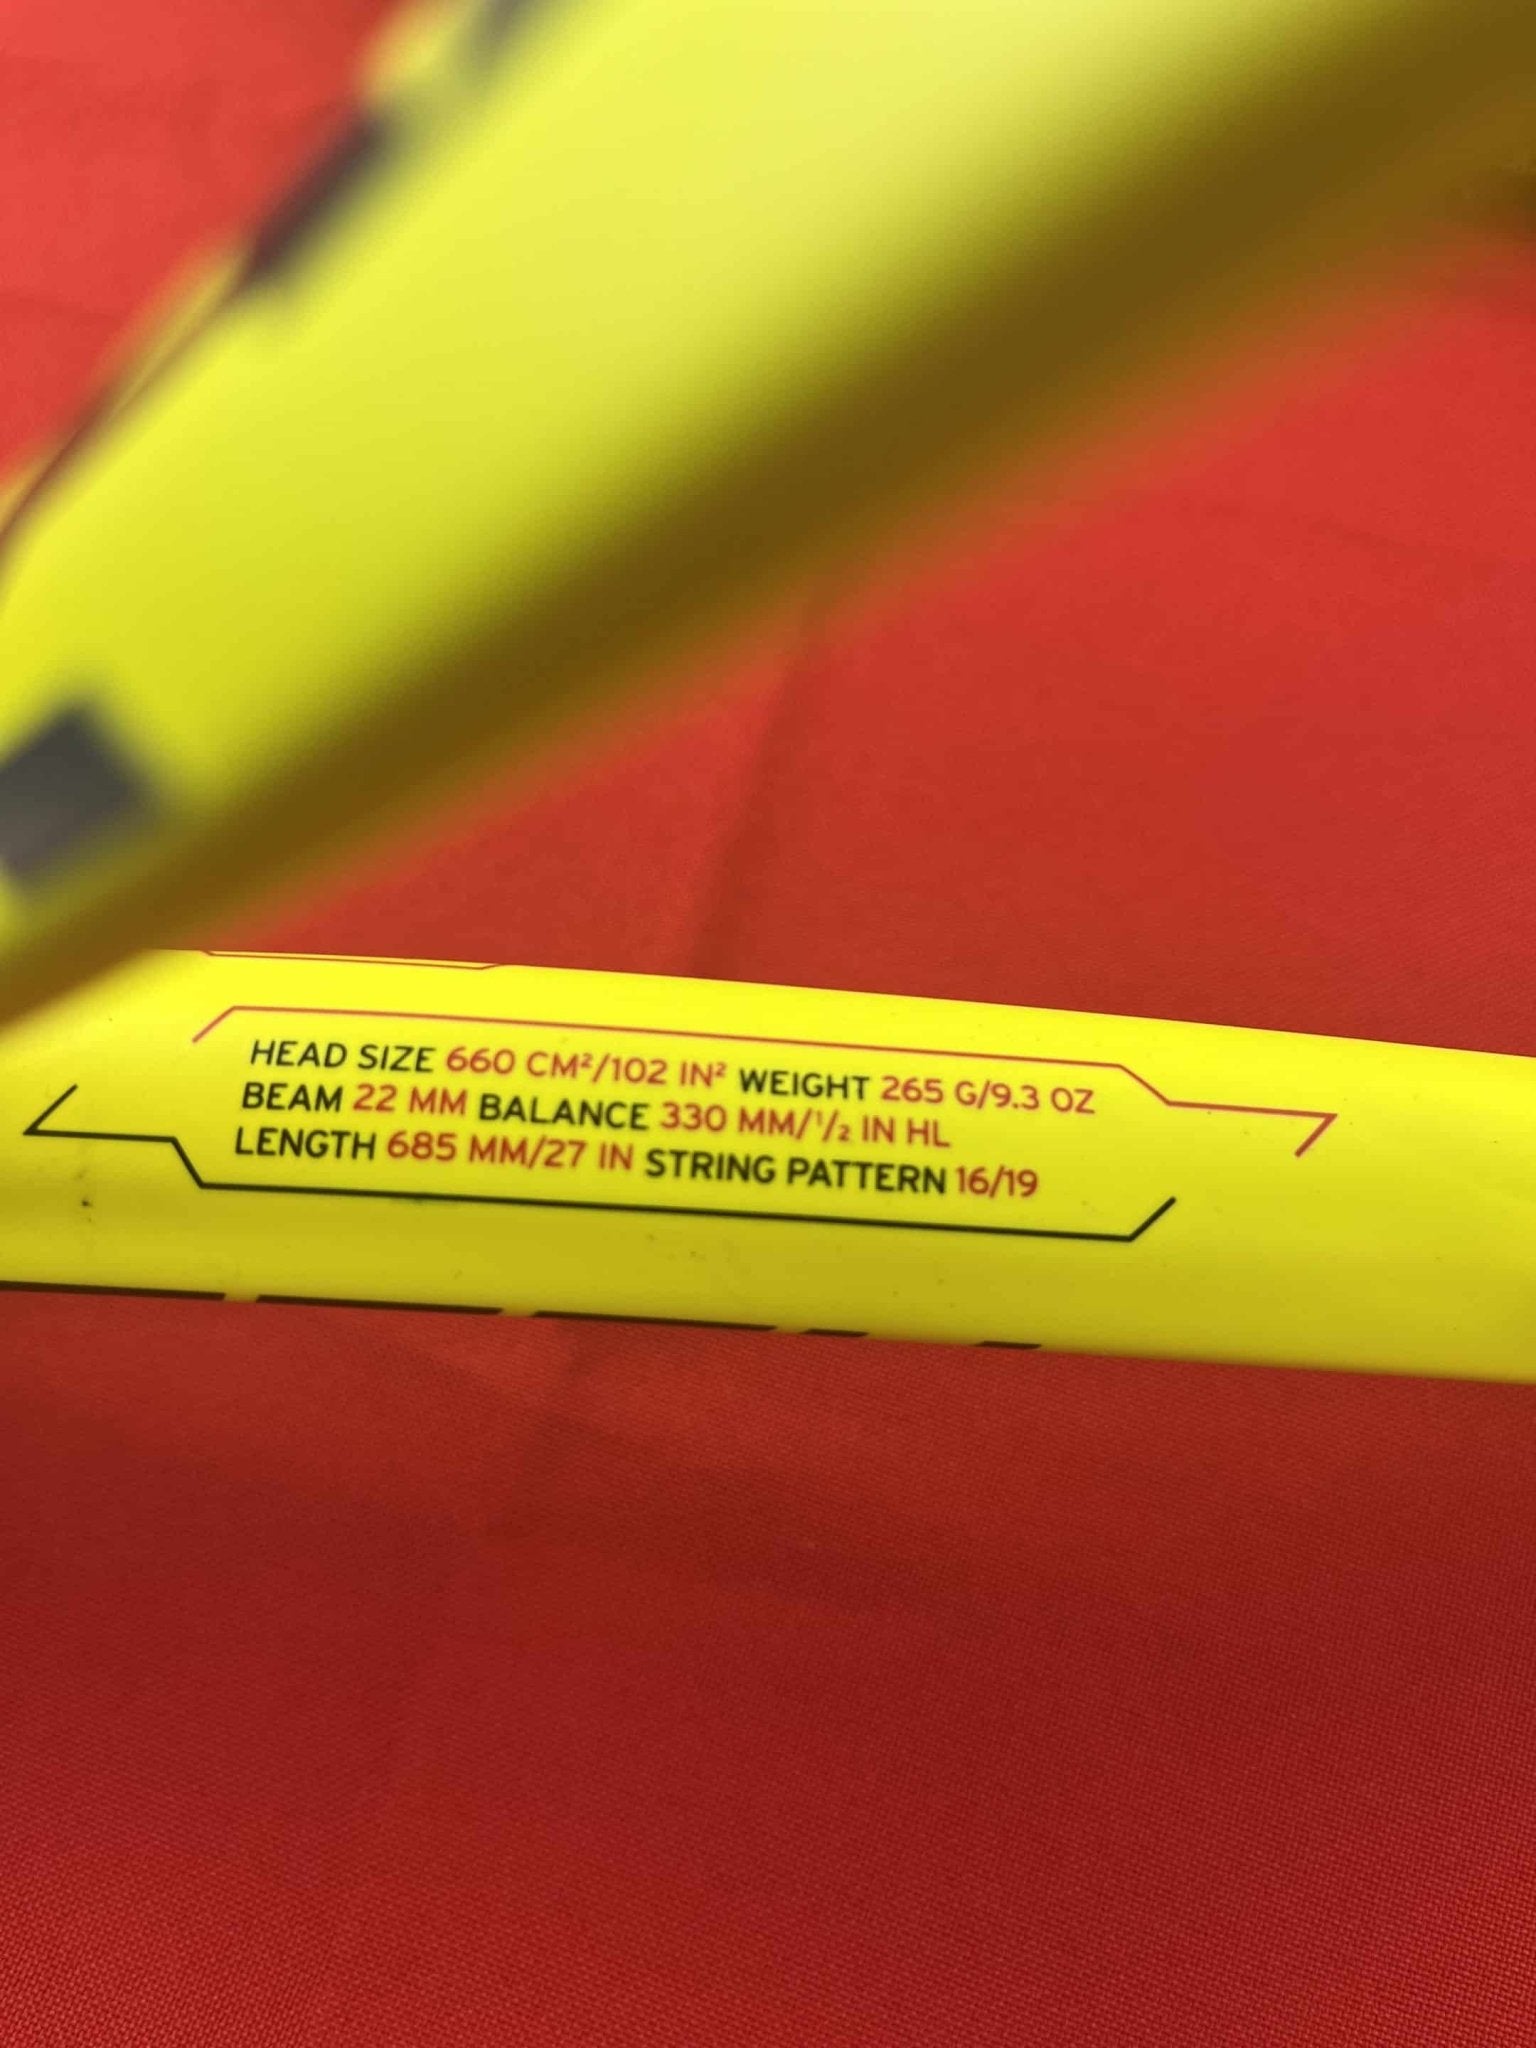 HEAD SIZE 660 CM²/102 IN² WEIGHT 265 G/9.3 OZ
BEAM 22 MM BALANCE 330 MM/¹/₂ IN HL
LENGTH 685 MM/27 IN STRING PATTERN 16/19